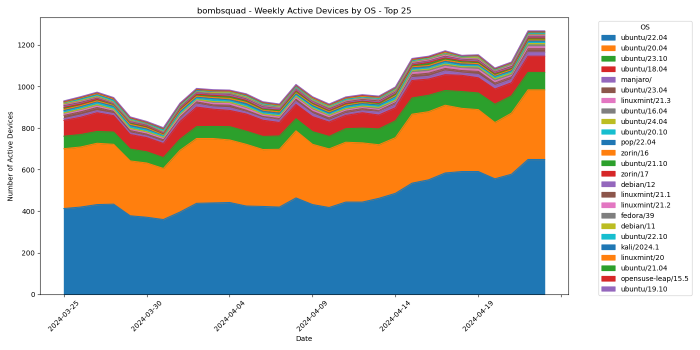 bombsquad - Weekly Active Devices by OS - Top 25
Number of Active Devices
1200
1000
800
600
400
200
0
2024-03-25
2024-03-30
2024-04-04
2024-04-09
2024-04-14
2024-04-19
Date
OS
ubuntu/22.04
ubuntu/20.04
ubuntu/23.10
ubuntu/18.04
manjaro/
ubuntu/23.04
linuxmint/21.3
ubuntu/16.04
ubuntu/24.04
ubuntu/20.10
pop/22.04
zorin/16
ubuntu/21.10
zorin/17
debian/12
linuxmint/21.1
linuxmint/21.2
fedora/39
debian/11
ubuntu/22.10
kali/2024.1
linuxmint/20
ubuntu/21.04
opensuse-leap/15.5
ubuntu/19.10